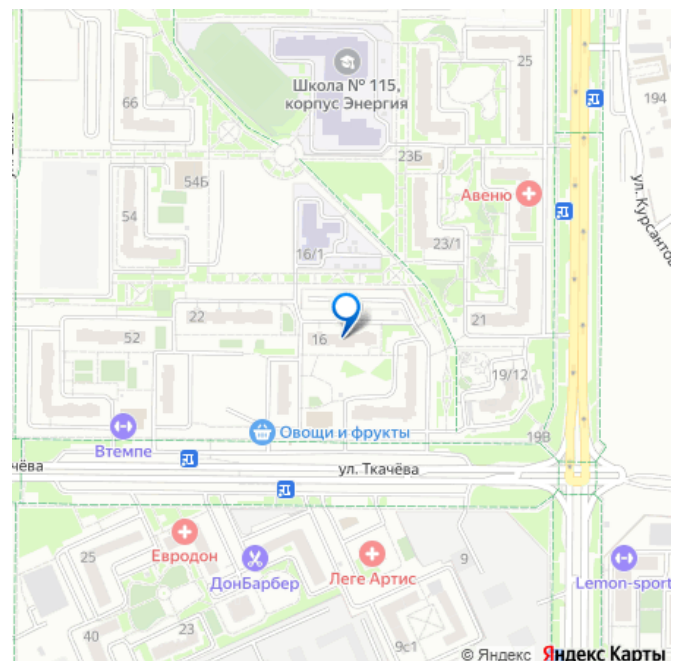 Школа № 115,
корпус Энергия
25
194
66
23Б
54Б
Авеню
ул. Курсантов
54
23/1
16/1
22
52
16
21
19/12
Овощи и фрукты
Втемпе
19В
чёва
ул. Ткачёва
25
Евродон
ДонБарбер
Леге Артис
9
Lemon-sport
40
23
9с1
© Яндекс Яндекс Карты